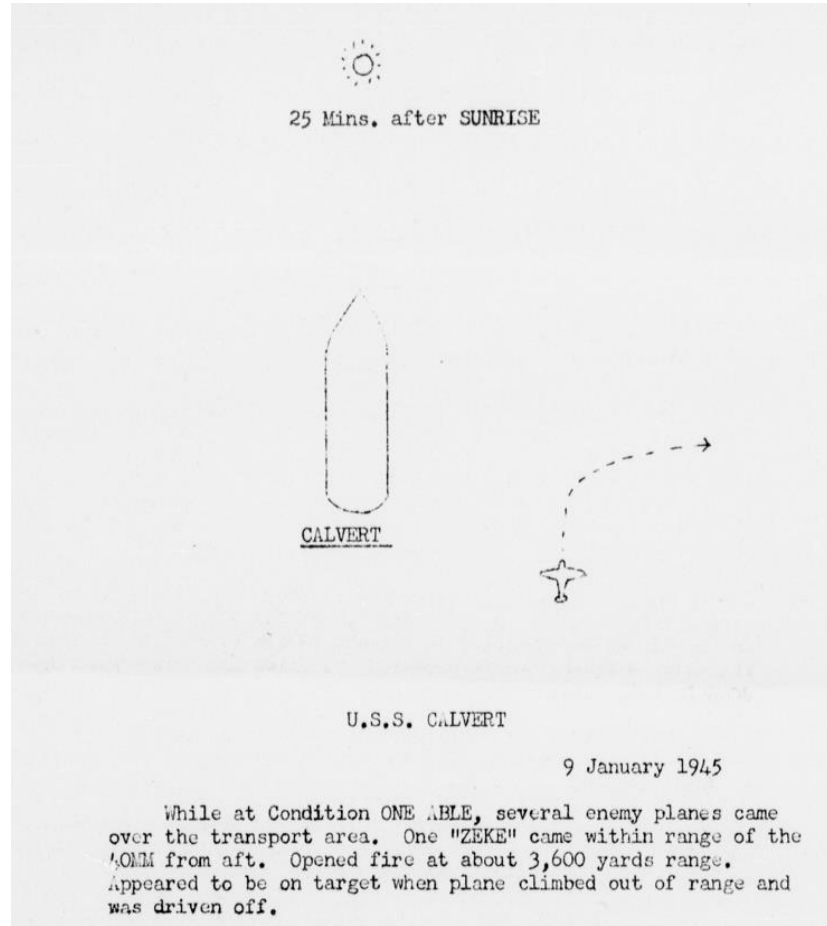 25 Mins. after SUNRISE
CALVERT
U.S.S. CALVERT
9 January 1945
While at Condition ONE ABLE, several enemy planes came
over the transport area. One "ZEKE" came within range of the
40MM from aft. Opened fire at about 3,600 yards range.
Appeared to be on target when plane climbed out of range and
was driven off.